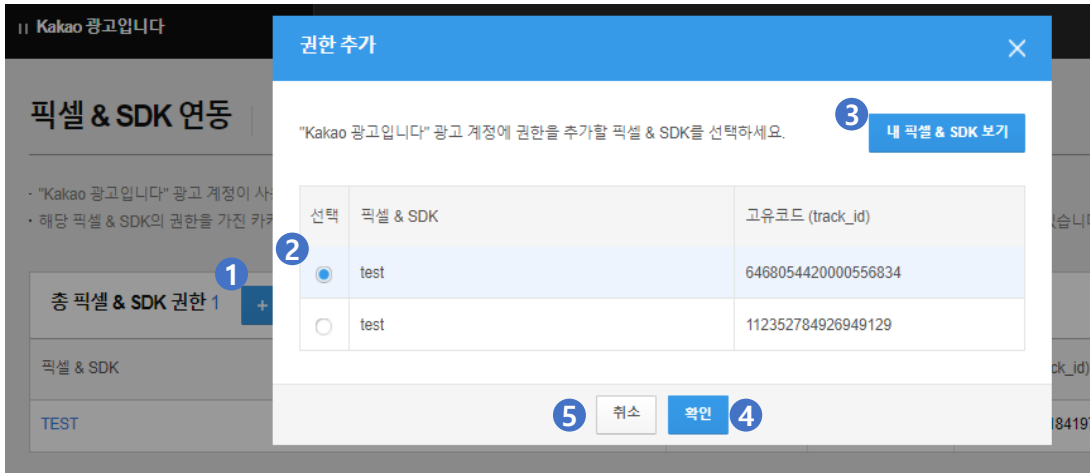 Kakao 광고입니다
권한 추가
픽셀 & SDK 연동
"Kakao 광고입니다" 광고 계정에 권한을 추가할 픽셀 & SDK를 선택하세요.
3
내 픽셀 & SDK 보기
- "Kakao 광고입니다" 광고 계정이
• 해당 픽셀 & SDK의 권한을 가진
선택 픽셀 & SDK 고유코드 (track_id)
2
test 6468054420000556834
1
총 픽셀 & SDK 권한 1 +
test 112352784926949129
픽셀 & SDK ck_id)
5 취소 확인 4
TEST 18419